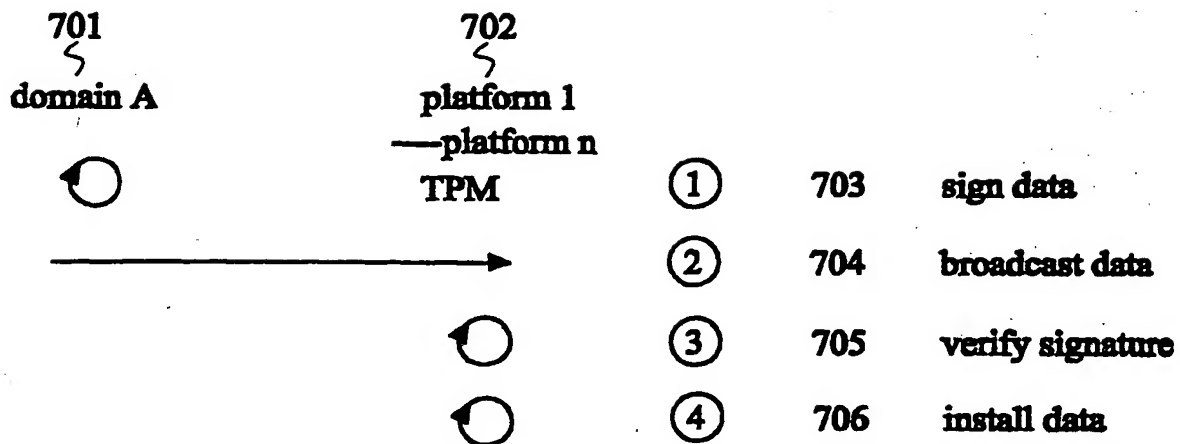 701 702
domain A platform 1
—platform n
TPM 1 703 sign data
2 704 broadcast data
3 705 verify signature
4 706 install data